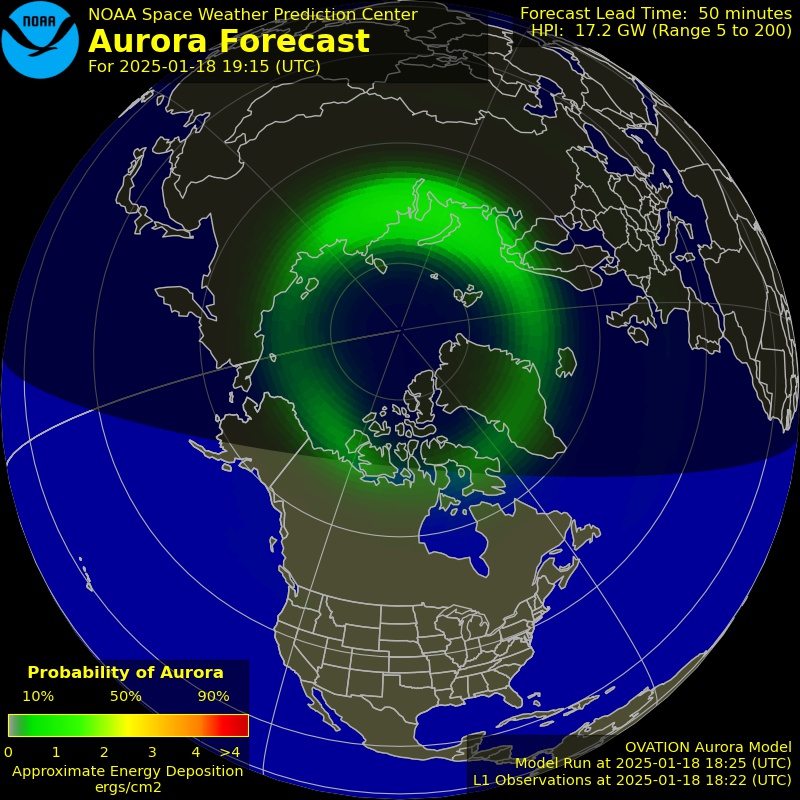 NOAA
NOAA Space Weather Prediction Center
Aurora Forecast
For 2025-01-18 19:15 (UTC)
Forecast Lead Time: 50 minutes
HPI: 17.2 GW (Range 5 to 200)
Probability of Aurora
10% 50% 90%
0 1 2 3 4 >4
Approximate Energy Deposition
ergs/cm2
OVATION Aurora Model
Model Run at 2025-01-18 18:25 (UTC)
L1 Observations at 2025-01-18 18:22 (UTC)